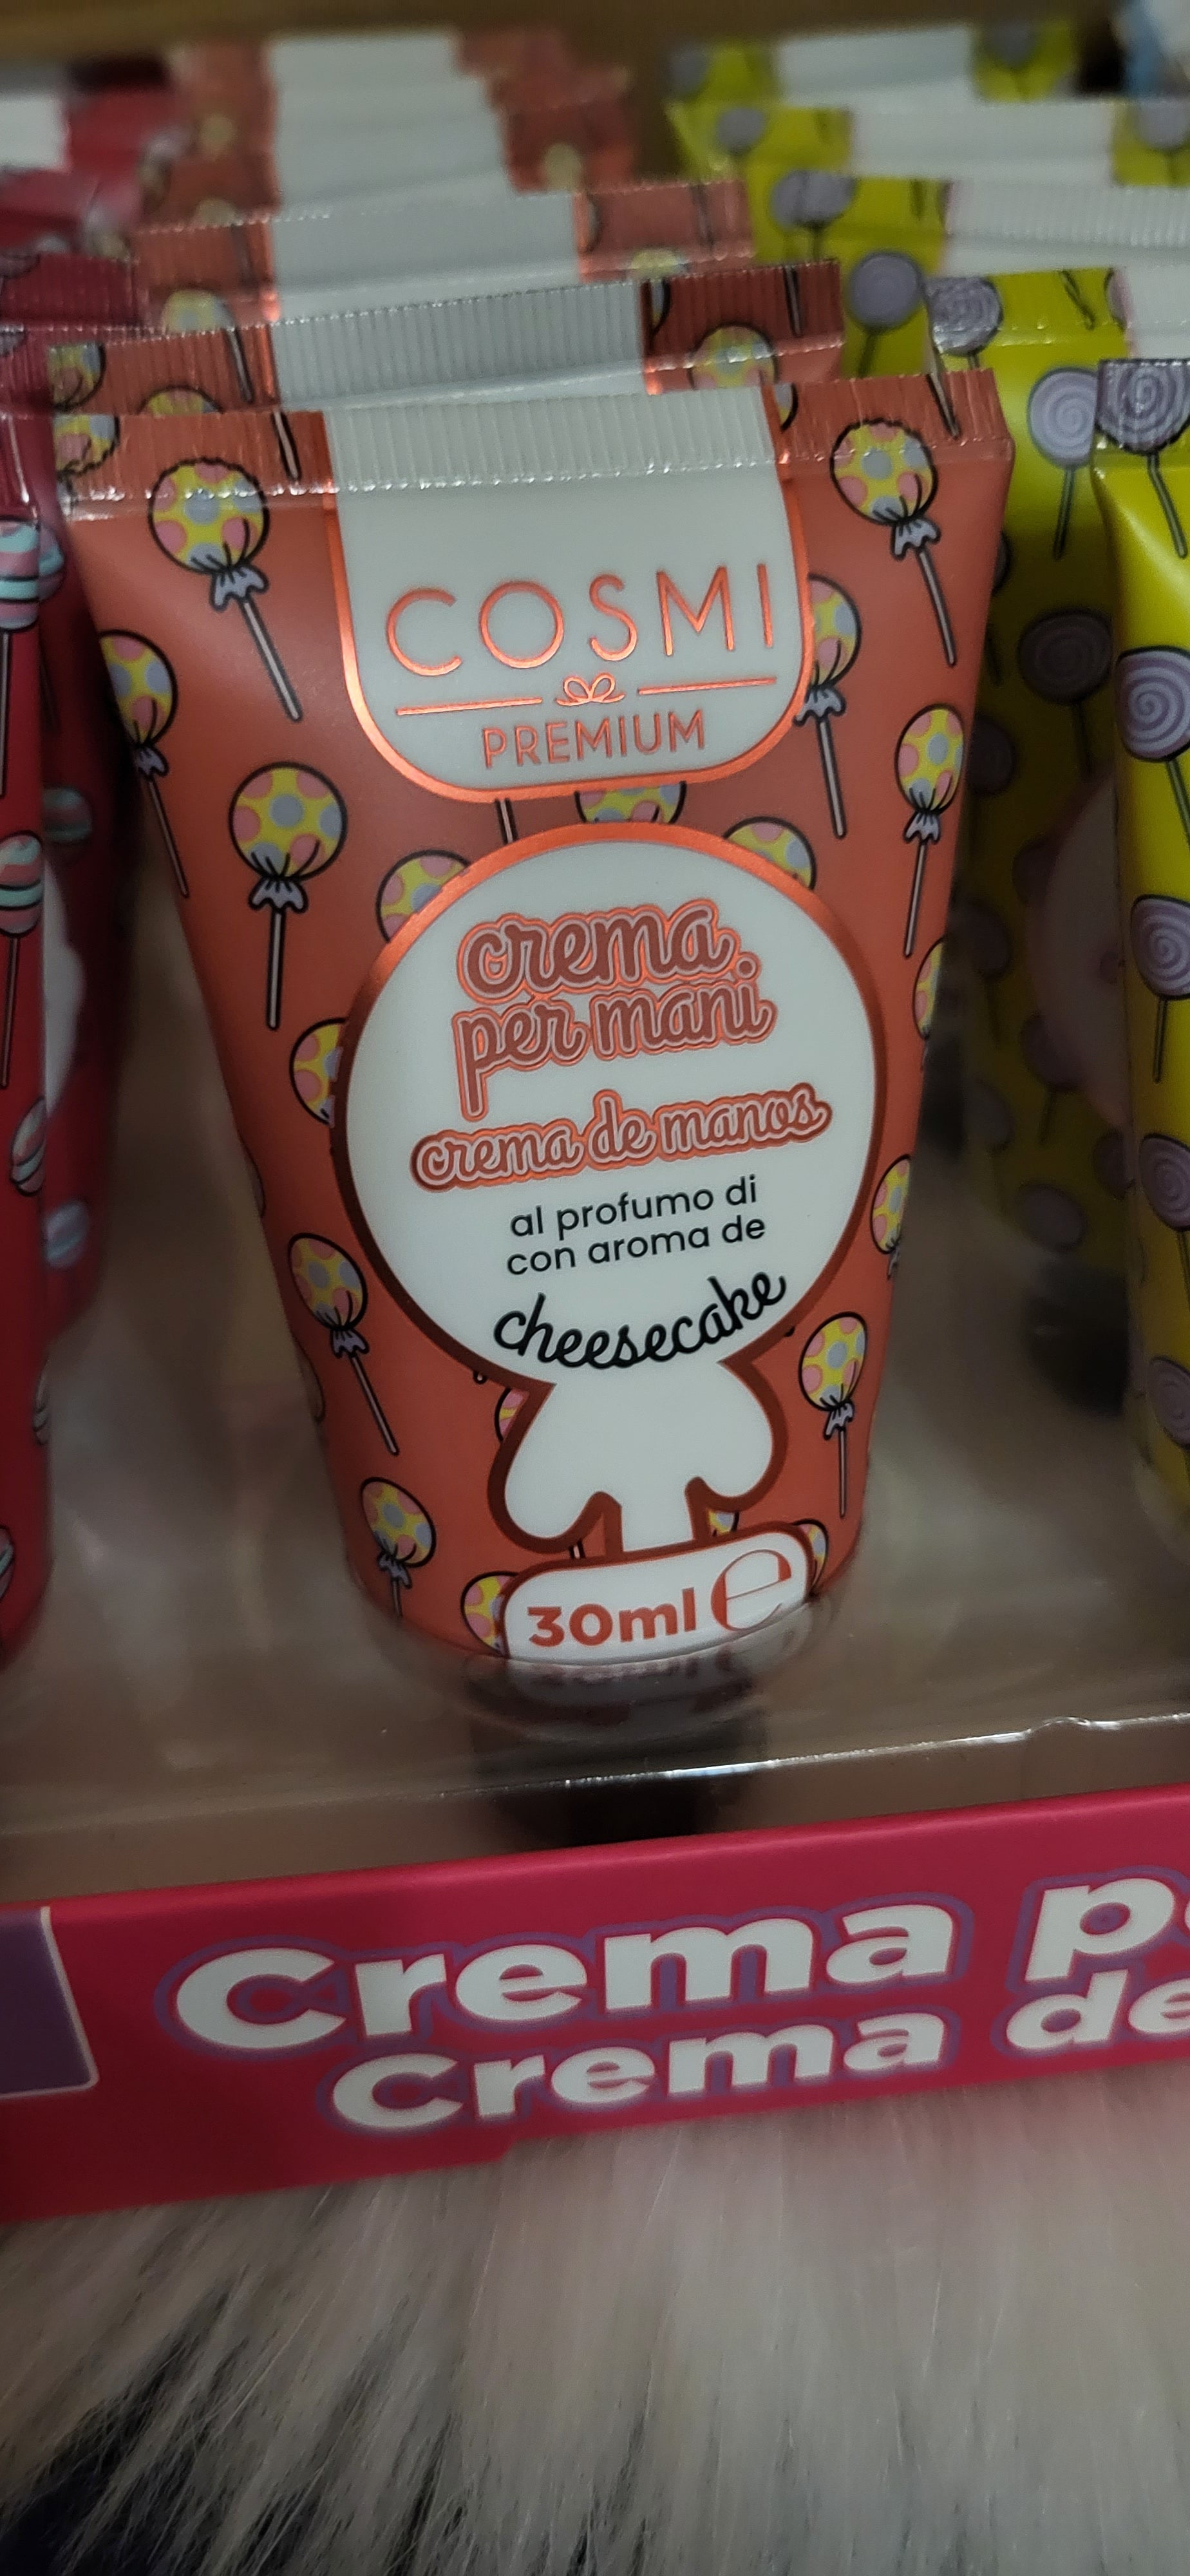 COSMI
PREMIUM
crema
per mani
crema de manos
al profumo di
con aroma de
cheesecake
30ml e
Crema
Crema de